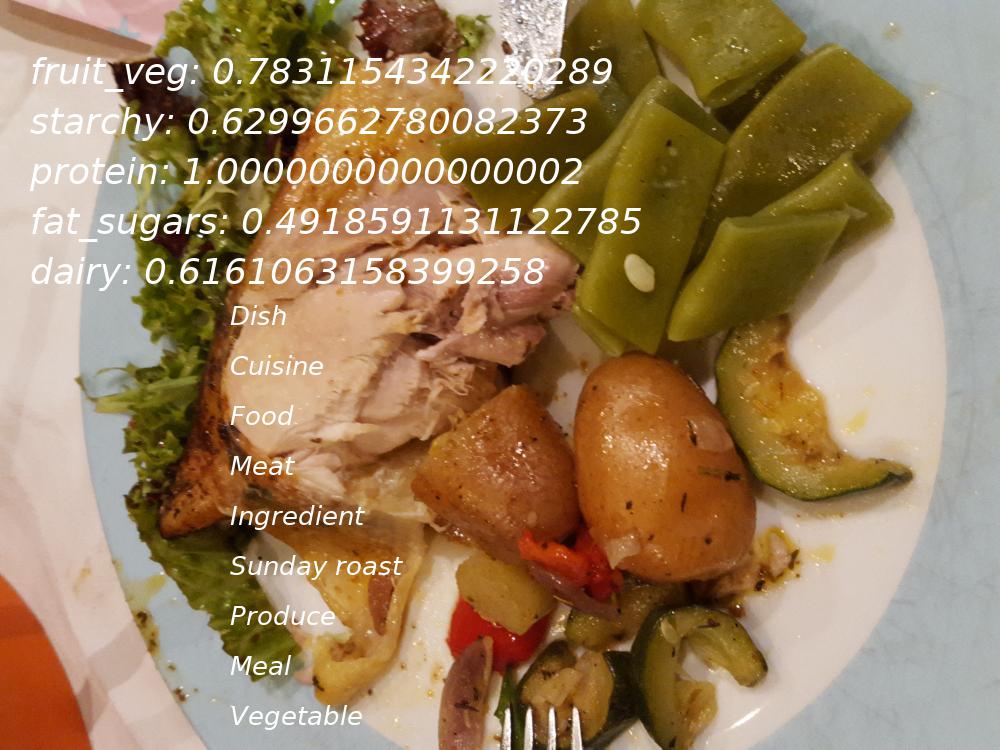 fruit_veg: 0.7831154342220289
starchy: 0.6299662780082373
protein: 1.0000000000000002
fat_sugars: 0.4918591131122785
dairy: 0.6161063158399258
Dish
Cuisine
Food
Meat
Ingredient
Sunday roast
Produce
Meal
Vegetable